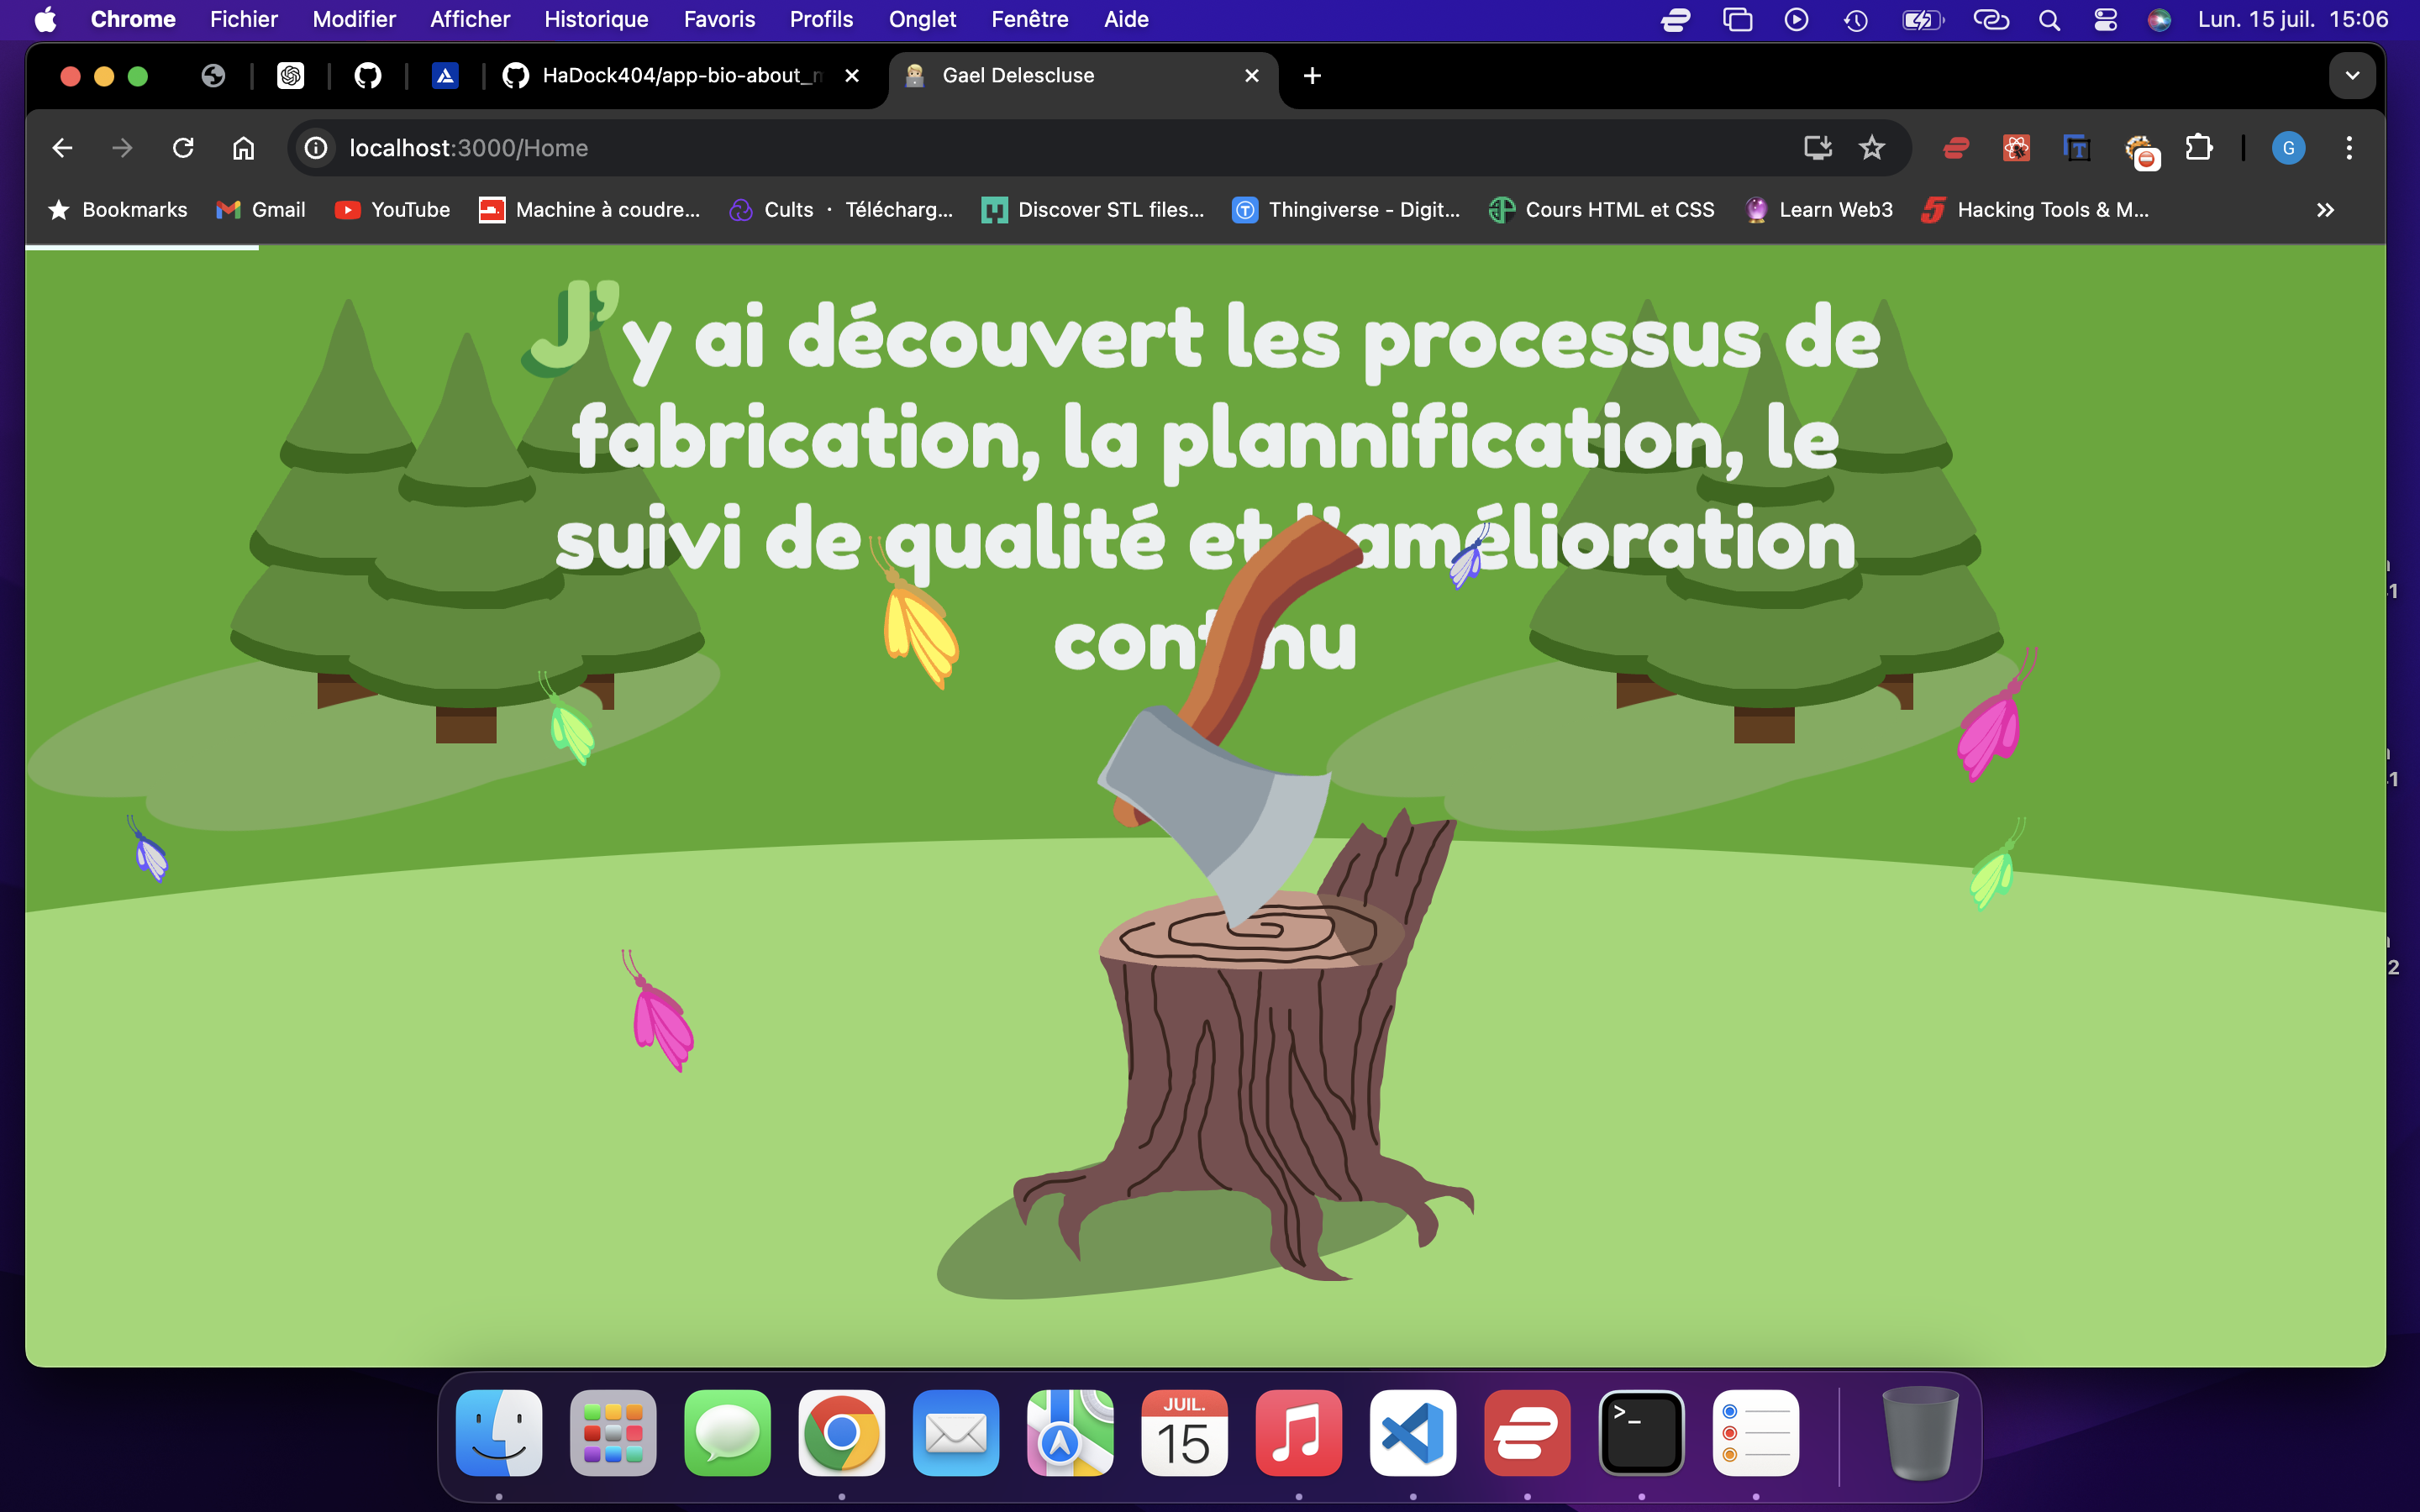 Chrome Fichier Modifier Afficher Historique Favoris Profils Onglet Fenêtre Aide Lun. 15 juil. 15:06
HaDock404/app-bio-about_m Gael Delescluse
localhost:3000/Home G
Bookmarks Gmail YouTube Machine à coudre... Cults · Télécharg... Discover STL files... Thingiverse - Digit... Cours HTML et CSS Learn Web3 Hacking Tools & M...
J'y ai découvert les processus de
fabrication, la plannification, le
suivi de qualité et l'amélioration
JUIL.
15